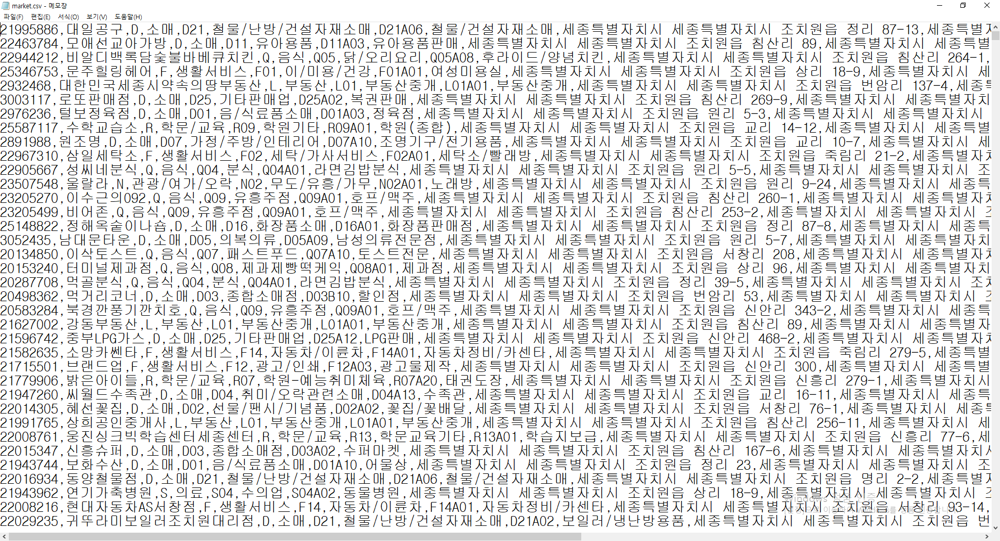 market.csv - 메모장
파일(F) 편집(E) 서식(O) 보기(V) 도움말(H)
21995886,대일공구,D,소매,D21,철물/난방/건설자재소매,D21A06,철물/건설자재소매,세종특별자치시 세종특별자치시 조치원읍 정리 87-13,세종특별자
22463784,모애선교아가방,D,소매,D11,유아용품,D11A03,유아용품판매,세종특별자치시 세종특별자치시 조치원읍 침산리 89,세종특별자치시 세종특별
22944212,비알디백록담숯불바베큐치킨,Q,음식,Q05,닭/오리요리,Q05A08,후라이드/양념치킨,세종특별자치시 세종특별자치시 조치원읍 침산리 264-1,
25346753,문주힐링헤어,F,생활서비스,F01,이/미용/건강,F01A01,여성미용실,세종특별자치시 세종특별자치시 조치원읍 상리 18-9,세종특별자치시 세
2932468,대한민국세종시약속의땅부동산,L,부동산,L01,부동산중개,L01A01,부동산중개,세종특별자치시 세종특별자치시 조치원읍 번암리 137-4,세종특
3003117,로또판매점,D,소매,D25,기타판매업,D25A02,복권판매,세종특별자치시 세종특별자치시 조치원읍 침산리 269-9,세종특별자치시 세종특별자치
2976236,털보정육점,D,소매,D01,음/식료품소매,D01A03,정육점,세종특별자치시 세종특별자치시 조치원읍 원리 5-3,세종특별자치시 세종특별자치시
25587117,수학교습소,R,학문/교육,R09,학원기타,R09A01,학원(종합),세종특별자치시 세종특별자치시 조치원읍 교리 14-12,세종특별자치시 세종특별
2891988,원조명,D,소매,D07,가정/주방/인테리어,D07A10,조명기구/전기용품,세종특별자치시 세종특별자치시 조치원읍 교리 10-7,세종특별자치시 세
22967310,삼일세탁소,F,생활서비스,F02,세탁/가사서비스,F02A01,세탁소/빨래방,세종특별자치시 세종특별자치시 조치원읍 죽림리 21-2,세종특별자치
22905667,성씨네분식,Q,음식,Q04,분식,Q04A01,라면김밥분식,세종특별자치시 세종특별자치시 조치원읍 원리 5-5,세종특별자치시 세종특별자치시 조
23507548,울랄라,N,관광/여가/오락,N02,무도/유흥/가무,N02A01,노래방,세종특별자치시 세종특별자치시 조치원읍 원리 9-24,세종특별자치시 세종특
23205270,이수근의092,Q,음식,Q09,유흥주점,Q09A01,호프/맥주,세종특별자치시 세종특별자치시 조치원읍 침산리 260-1,세종특별자치시 세종특별자
23205499,비어존,Q,음식,Q09,유흥주점,Q09A01,호프/맥주,세종특별자치시 세종특별자치시 조치원읍 침산리 253-2,세종특별자치시 세종특별자치시
25148822,정해옥숱이나숍,D,소매,D16,화장품소매,D16A01,화장품판매점,세종특별자치시 세종특별자치시 조치원읍 정리 87-8,세종특별자치시 세종특
3052435,남대문타운,D,소매,D05,의복의류,D05A09,남성의류전문점,세종특별자치시 세종특별자치시 조치원읍 원리 5-7,세종특별자치시 세종특별자치
20134850,이삭토스트,Q,음식,Q07,패스트푸드,Q07A10,토스트전문,세종특별자치시 세종특별자치시 조치원읍 서창리 208,세종특별자치시 세종특별자치
20153240,터미널제과점,Q,음식,Q08,제과제빵떡케익,Q08A01,제과점,세종특별자치시 세종특별자치시 조치원읍 상리 96,세종특별자치시 세종특별자치
20287708,먹골분식,Q,음식,Q04,분식,Q04A01,라면김밥분식,세종특별자치시 세종특별자치시 조치원읍 정리 39-5,세종특별자치시 세종특별자치시 조치
20498362,먹거리코너,D,소매,D03,종합소매점,D03B10,할인점,세종특별자치시 세종특별자치시 조치원읍 번암리 53,세종특별자치시 세종특별자치시
20583284,북경깐풍기깐치호,Q,음식,Q09,유흥주점,Q09A01,호프/맥주,세종특별자치시 세종특별자치시 조치원읍 신안리 343-2,세종특별자치시 세종특
21627002,강동부동산,L,부동산,L01,부동산중개,L01A01,부동산중개,세종특별자치시 세종특별자치시 조치원읍 침산리 89,세종특별자치시 세종특별자
21596742,중부LPG가스,D,소매,D25,기타판매업,D25A12,LPG판매,세종특별자치시 세종특별자치시 조치원읍 신안리 468-2,세종특별자치시 세종특별자
21582635,소망카쎈타,F,생활서비스,F14,자동차/이륜차,F14A01,자동차정비/카센타,세종특별자치시 세종특별자치시 조치원읍 죽림리 279-5,세종특별
21715501,브랜드업,F,생활서비스,F12,광고/인쇄,F12A03,광고물제작,세종특별자치시 세종특별자치시 조치원읍 신안리 300,세종특별자치시 세종특별
21779906,밝은아이들,R,학문/교육,R07,학원-예능취미체육,R07A20,태권도장,세종특별자치시 세종특별자치시 조치원읍 신흥리 279-1,세종특별자치시
21947260,씨월드수족관,D,소매,D04,취미/오락관련소매,D04A13,수족관,세종특별자치시 세종특별자치시 조치원읍 교리 16-11,세종특별자치시 세종특별
22014305,혜선꽃집,D,소매,D02,선물/팬시/기념품,D02A02,꽃집/꽃배달,세종특별자치시 세종특별자치시 조치원읍 서창리 76-1,세종특별자치시 세종특
21991765,상희공인중개사,L,부동산,L01,부동산중개,L01A01,부동산중개,세종특별자치시 세종특별자치시 조치원읍 침산리 256-11,세종특별자치시 세
22008761,웅진싱크빅학습센터세종센터,R,학문/교육,R13,학문교육기타,R13A01,학습지보급,세종특별자치시 세종특별자치시 조치원읍 신흥리 77-6,세
22015347,신흥슈퍼,D,소매,D03,종합소매점,D03A02,수퍼마켓,세종특별자치시 세종특별자치시 조치원읍 침산리 167-6,세종특별자치시 세종특별자치시
21943744,보화수산,D,소매,D01,음/식료품소매,D01A10,어물상,세종특별자치시 세종특별자치시 조치원읍 정리 23,세종특별자치시 세종특별자치시 조
22016934,동양철물점,D,소매,D21,철물/난방/건설자재소매,D21A06,철물/건설자재소매,세종특별자치시 세종특별자치시 조치원읍 명리 2-2,세종특별자
21943962,연기가축병원,S,의료,S04,수의업,S04A02,동물병원,세종특별자치시 세종특별자치시 조치원읍 상리 18-9,세종특별자치시 세종특별자치시
22008216,현대자동차AS서창점,F,생활서비스,F14,자동차/이륜차,F14A01,자동차정비/카센타,세종특별자치시 세종특별자치시 조치원읍 서창리 93-14,
22029235,귀뚜라미보일러조치원대리점,D,소매,D21,철물/난방/건설자재소매,D21A02,보일러/냉난방용품,세종특별자치시 세종특별자치시 조치원읍 번
Windows 정품 인증
[설정]으로 이동하여 Windows를 정품 인증합니다.